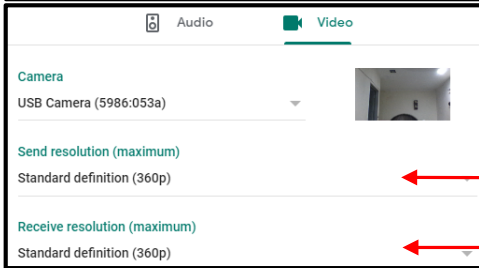 Audio Video
Camera
USB Camera (5986:053a)
Send resolution (maximum)
Standard definition (360p)
Receive resolution (maximum)
Standard definition (360p)